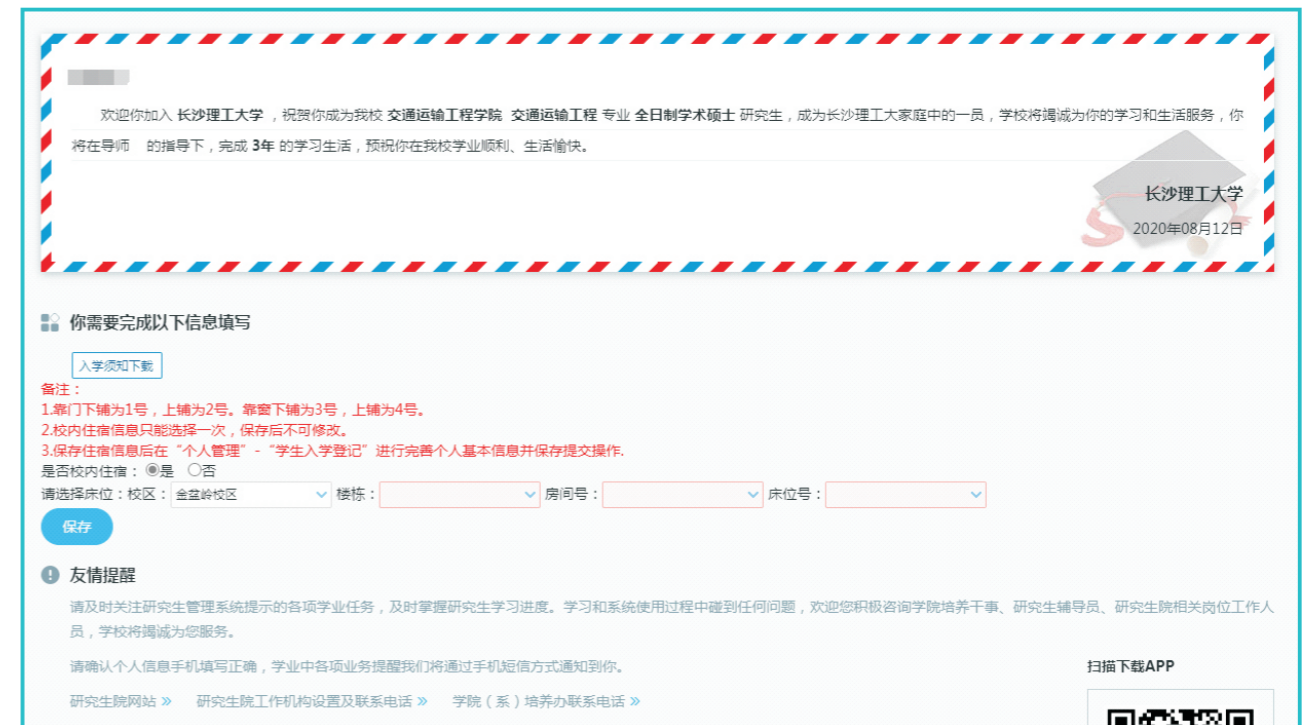 欢迎你加入 长沙理工大学 ，祝贺你成为我校 交通运输工程学院 交通运输工程 专业 全日制学术硕士 研究生，成为长沙理工大家庭中的一员，学校将竭诚为你的学习和生活服务，你
将在导师 的指导下，完成 3年 的学习生活，预祝你在我校学业顺利、生活愉快。
长沙理工大学
2020年08月12日
你需要完成以下信息填写
入学须知下载
备注：
1.靠门下铺为1号，上铺为2号。靠窗下铺为3号，上铺为4号。
2.校内住宿信息只能选择一次，保存后不可修改。
3.保存住宿信息后在“个人管理”-“学生入学登记”进行完善个人基本信息并保存提交操作.
是否校内住宿： 是 否
请选择床位：校区： 金盆岭校区 楼栋： 房间号： 床位号：
保存
友情提醒
请及时关注研究生管理系统提示的各项学业任务，及时掌握研究生学习进度。学习和系统使用过程中碰到任何问题，欢迎您积极咨询学院培养干事、研究生辅导员、研究生院相关岗位工作人
员，学校将竭诚为您服务。
请确认个人信息手机填写正确，学业中各项业务提醒我们将通过手机短信方式通知到你。
扫描下载APP
研究生院网站 » 研究生院工作机构设置及联系电话 » 学院（系）培养办联系电话 »